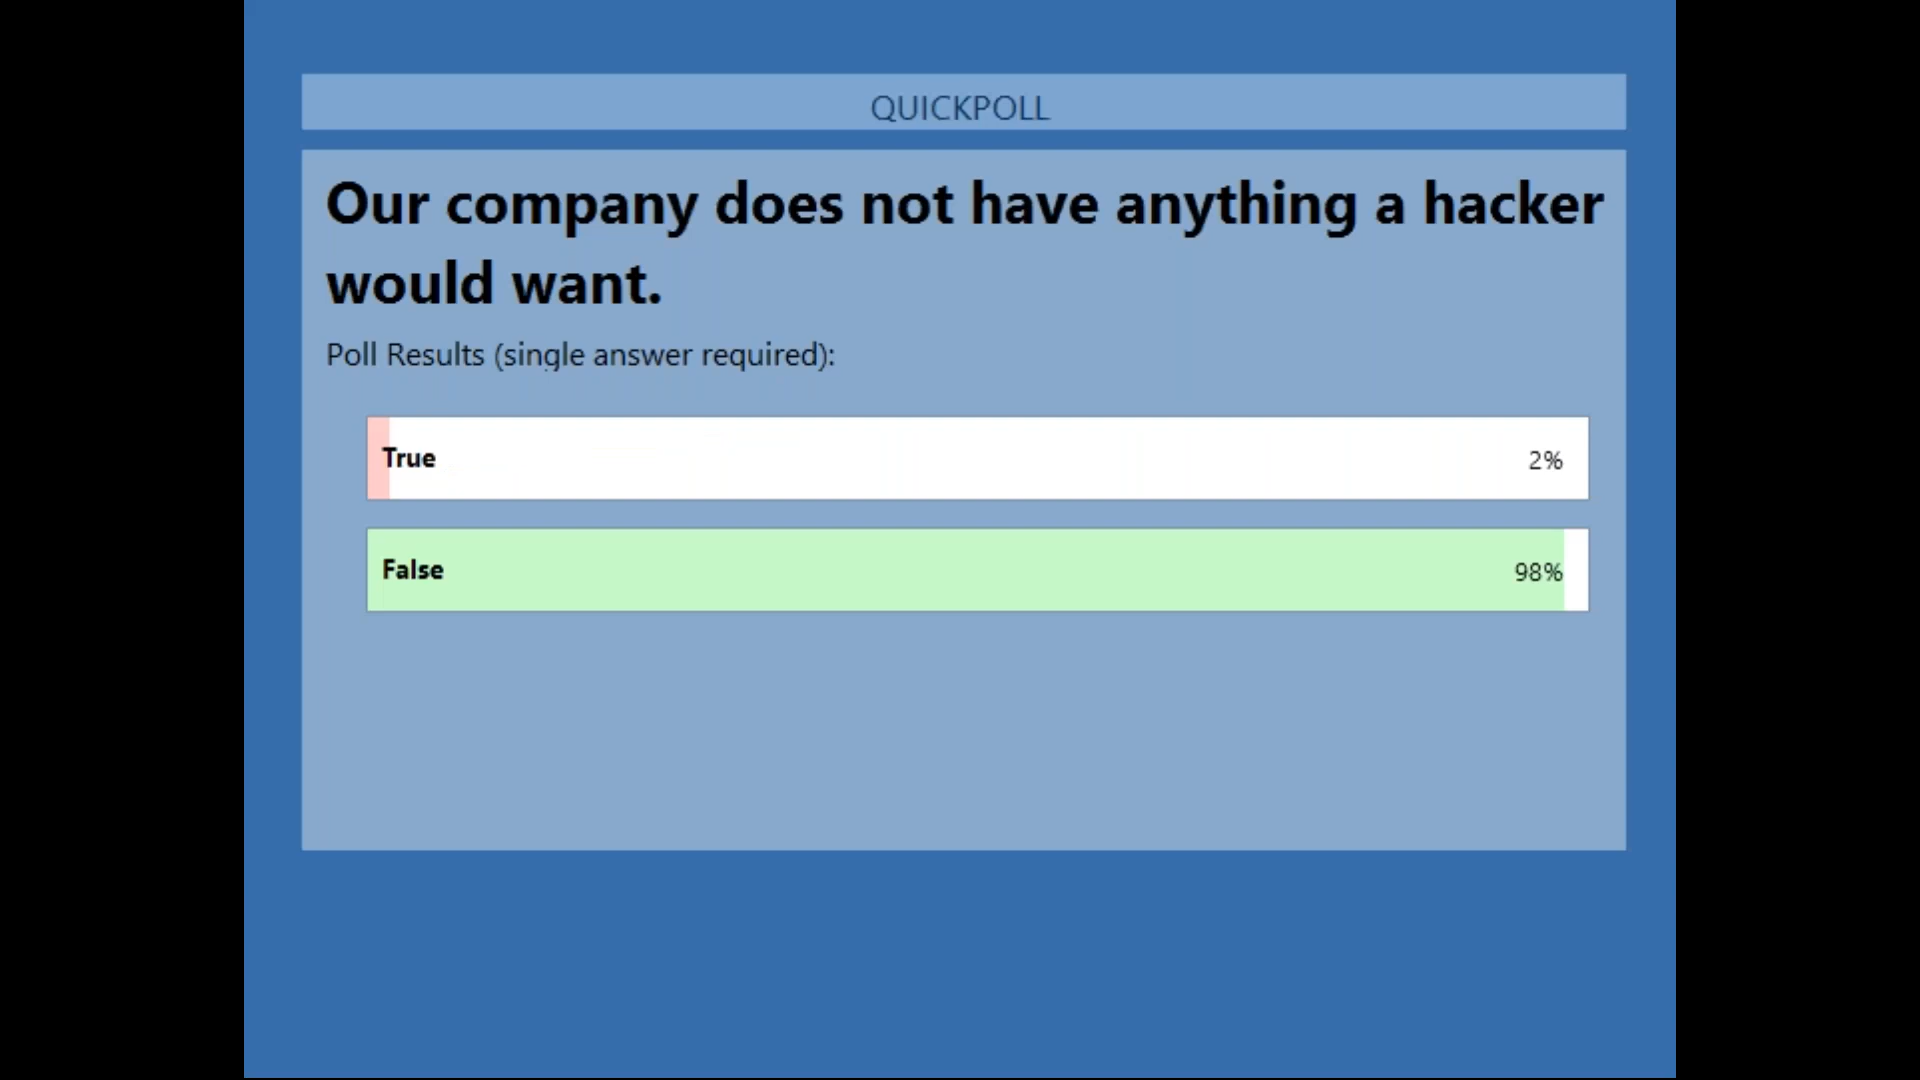 QUICKPOLL
Our company does not have anything a hacker
would want.
Poll Results (single answer required):
True 2%
False 98%